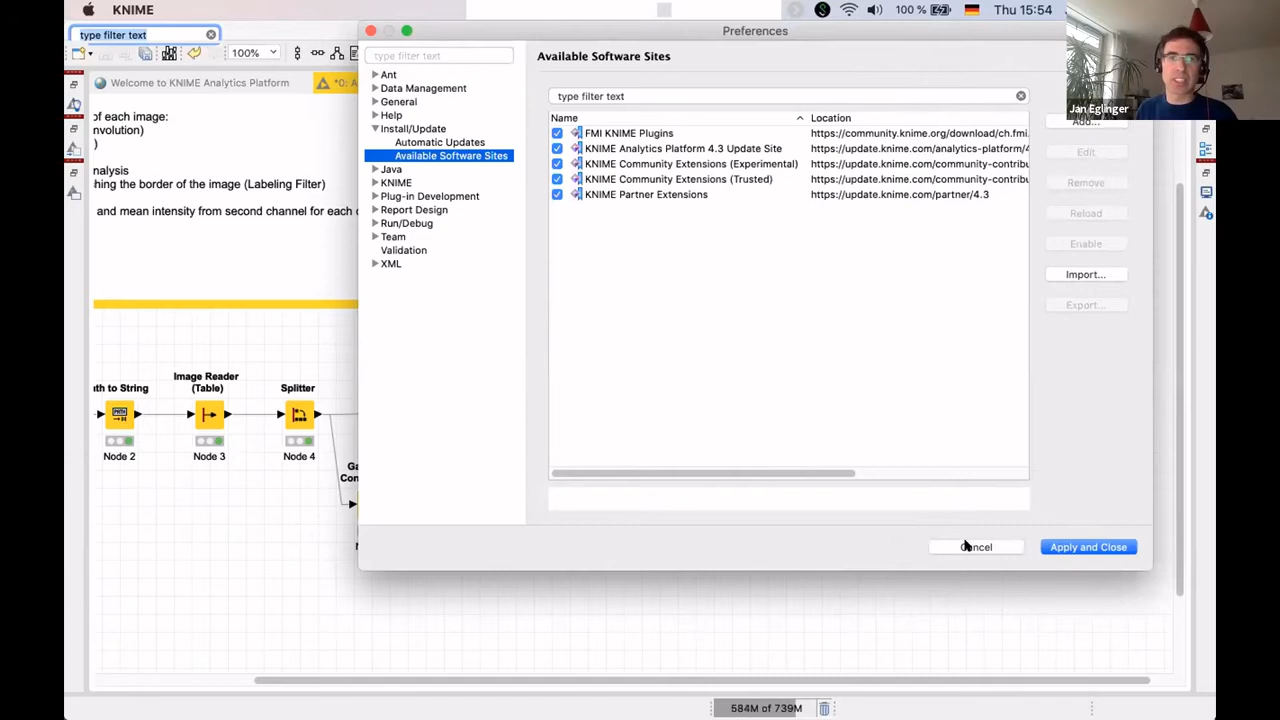 KNIME
100 %
Thu 15:54
type filter text
Preferences
100%
type filter text
Available Software Sites
Jan Eglinger
Welcome to KNIME Analytics Platform
*0:
Ant
Data Management
General
Help
Install/Update
Automatic Updates
Available Software Sites
Java
KNIME
Plug-in Development
Report Design
Run/Debug
Team
Validation
XML
type filter text
Name
Location
FMI KNIME Plugins
https://community.knime.org/download/ch.fmi.
KNIME Analytics Platform 4.3 Update Site
https://update.knime.com/analytics-platform/4
KNIME Community Extensions (Experimental)
https://update.knime.com/community-contribu
KNIME Community Extensions (Trusted)
https://update.knime.com/community-contribu
KNIME Partner Extensions
https://update.knime.com/partner/4.3
Add...
Edit
Remove
Reload
Enable
Import...
Export...
Cancel
Apply and Close
of each image:
nvolution)
)
nalysis
hing the border of the image (Labeling Filter)
and mean intensity from second channel for each
th to String
Image Reader
(Table)
Splitter
Node 2
Node 3
Node 4
Ga
Con
N
584M of 739M